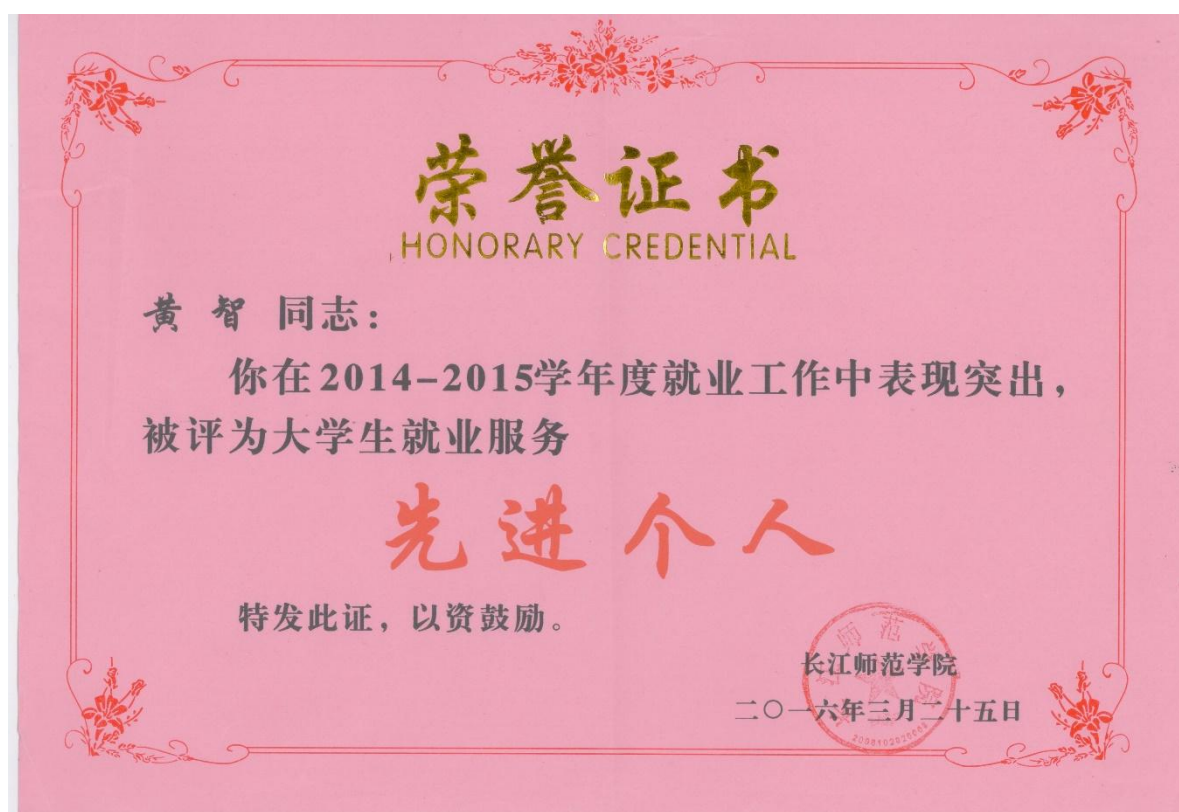 荣誉证书
HONORARY CREDENTIAL
黄智 同志：
你在2014-2015学年度就业工作中表现突出，
被评为大学生就业服务
先进个人
特发此证，以资鼓励。
长江师范学院
二〇一六年三月二十五日